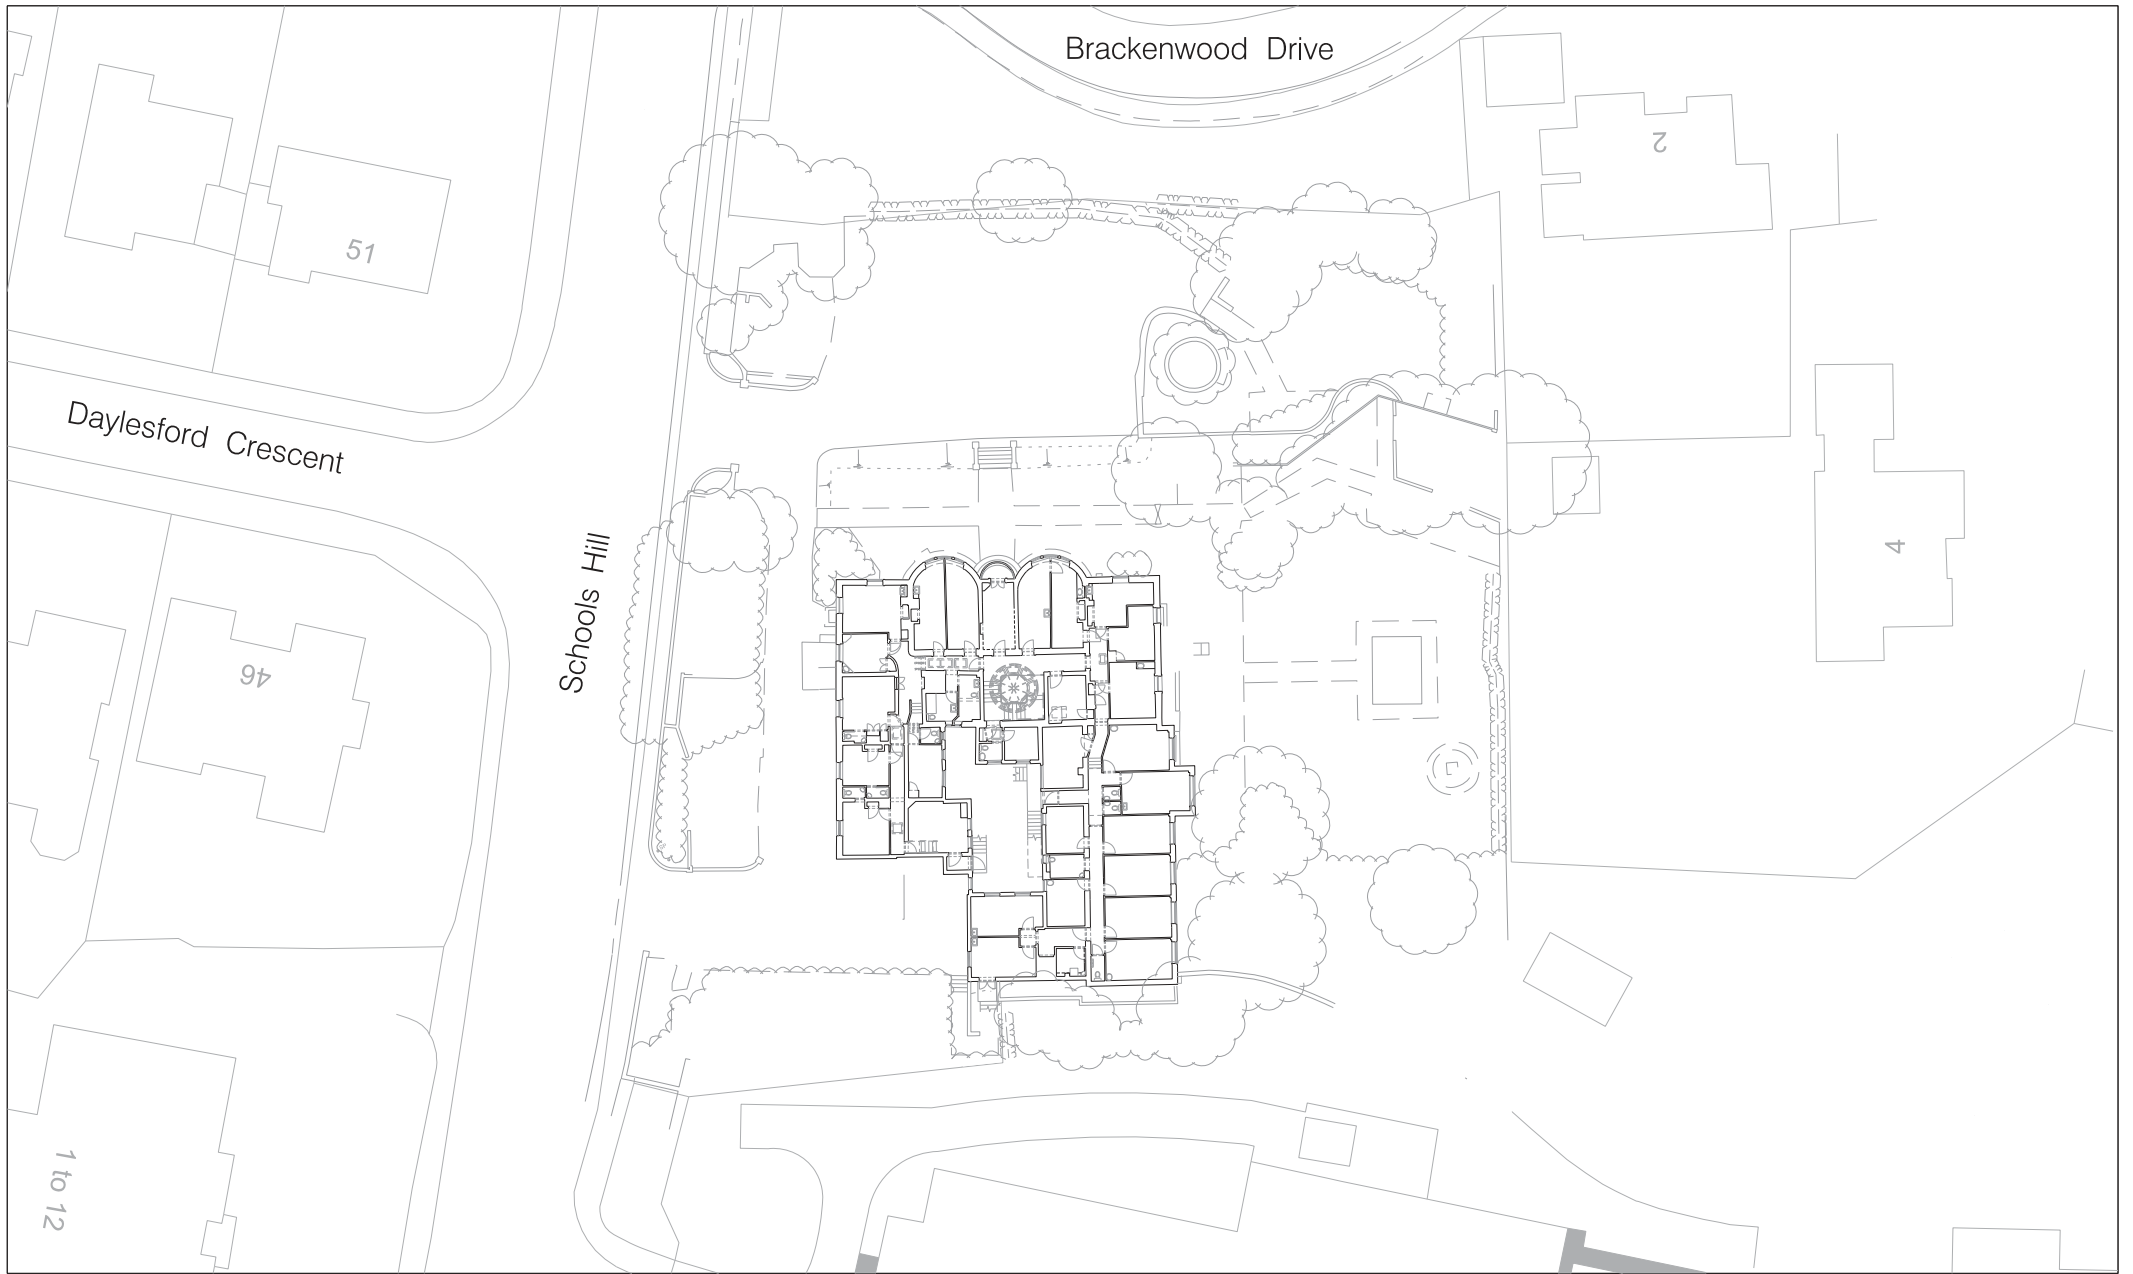 Brackenwood Drive
2
51
Daylesford Crescent
4
Schools Hill
46
1 to 12